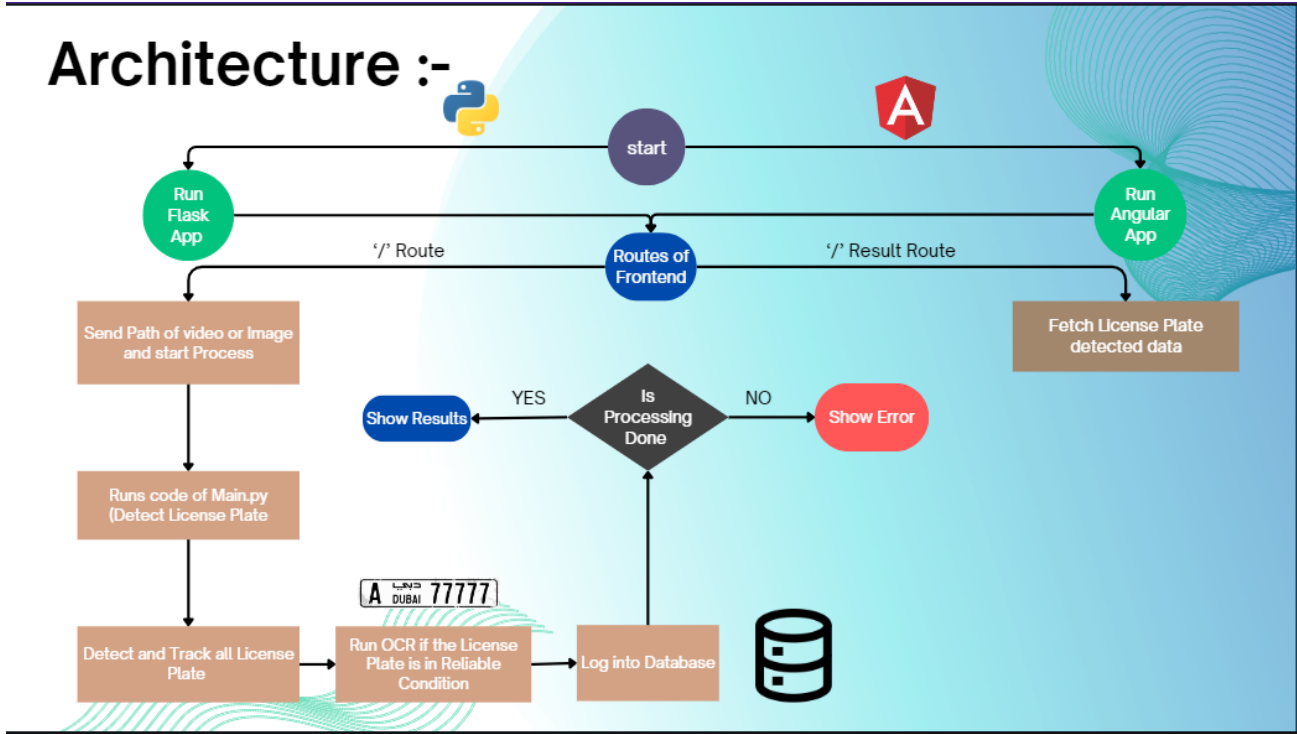 Architecture :-
start
Run
Flask
App
Run
Angular
App
‘/’ Route
Routes of
Frontend
‘/’ Result Route
Send Path of video or Image
and start Process
Fetch License Plate
detected data
Show Results
YES
Is
Processing
Done
NO
Show Error
Runs code of Main.py
(Detect License Plate
A دبي DUBAI 77777
Detect and Track all License
Plate
Run OCR if the License
Plate is in Reliable
Condition
Log into Database